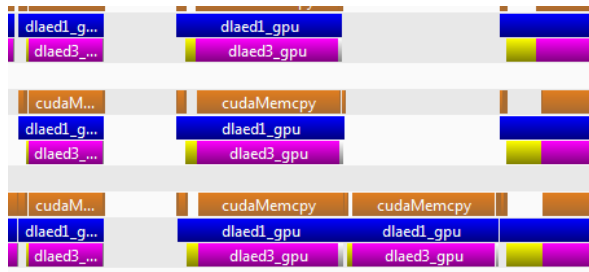 dlaed1_g... dlaed1_gpu
dlaed3_... dlaed3_gpu
cudaM... cudaMemcpy
dlaed1_g... dlaed1_gpu
dlaed3_... dlaed3_gpu
cudaM... cudaMemcpy cudaMemcpy
dlaed1_g... dlaed1_gpu dlaed1_gpu
dlaed3_... dlaed3_gpu dlaed3_gpu